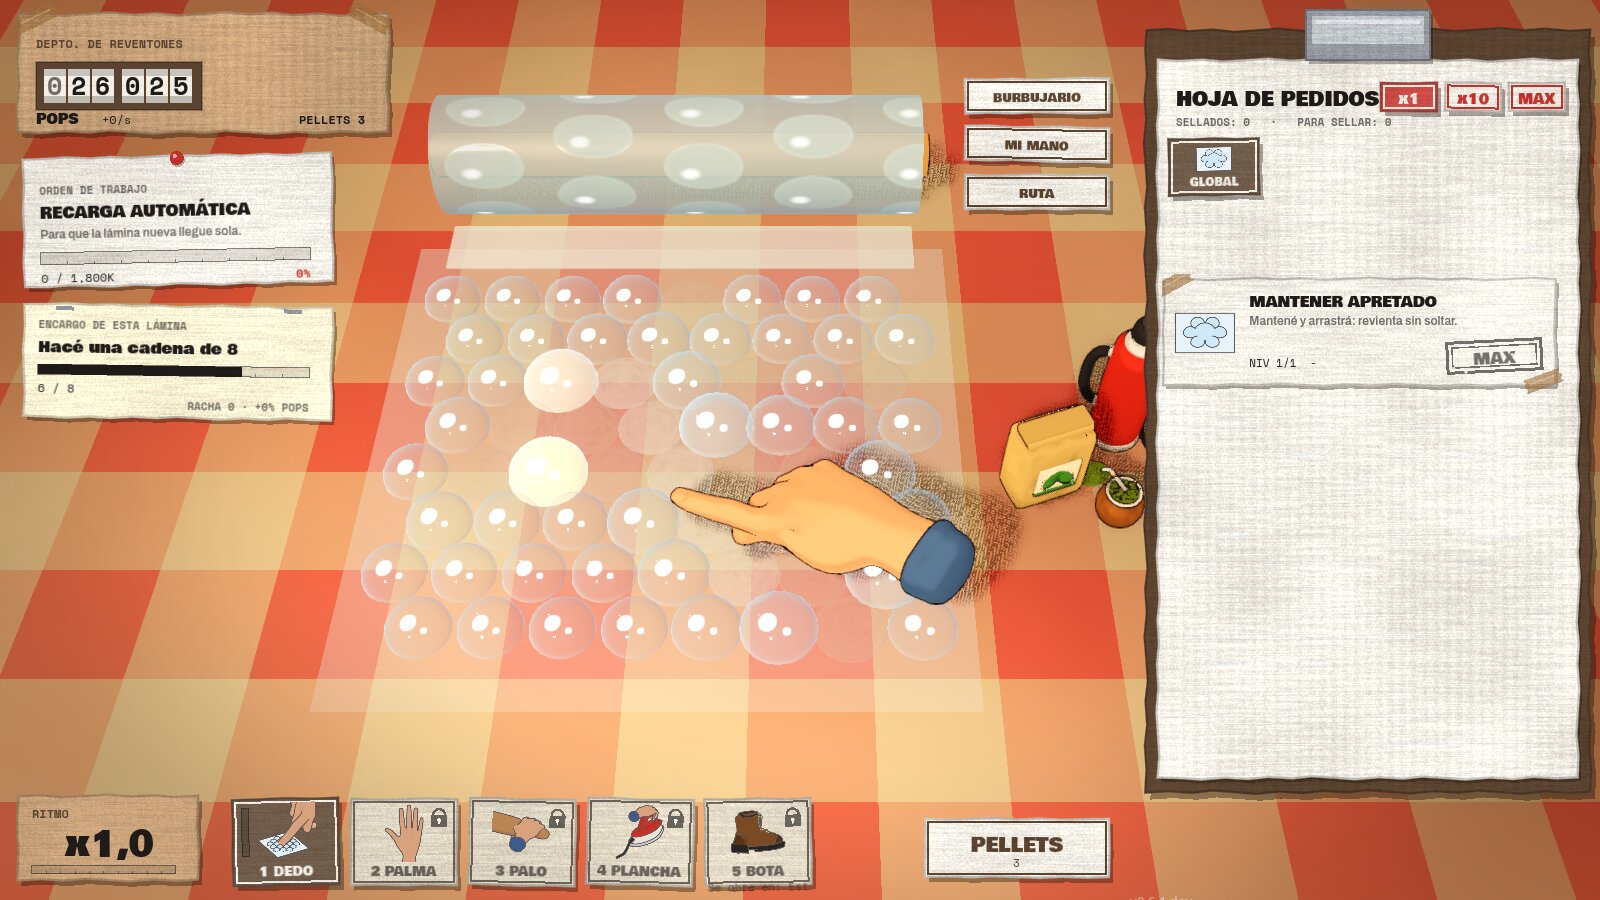 DEPTO. DE REVENTONES
026025
POPS +0/s PELLETS 3
ORDEN DE TRABAJO
RECARGA AUTOMÁTICA
Para que la lámina nueva llegue sola.
0 / 1.800K 0%
ENCARGO DE ESTA LÁMINA
Hacé una cadena de 8
6 / 8
RACHA 0 · +0% POPS
BURBUJARIO
MI MANO
RUTA
HOJA DE PEDIDOS x1 x10 MAX
SELLADOS: 0 · PARA SELLAR: 0
GLOBAL
MANTENER APRETADO
Mantené y arrastrá: revienta sin soltar.
NIV 1/1 - MAX
RITMO
x1,0
1 DEDO
2 PALMA
3 PALO
4 PLANCHA
5 BOTA
Se abre en: Est
PELLETS
3